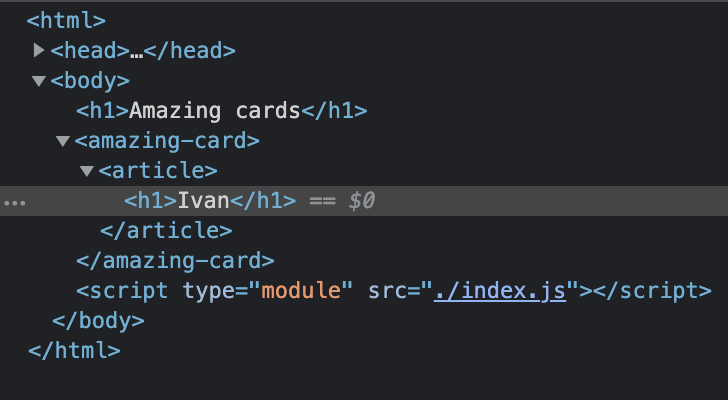 <html>
<head>…</head>
<body>
<h1>Amazing cards</h1>
<amazing-card>
<article>
… <h1>Ivan</h1> == $0
</article>
</amazing-card>
<script type="module" src="./index.js"></script>
</body>
</html>